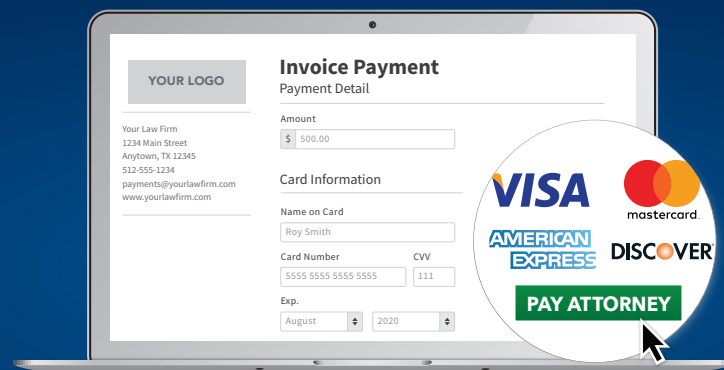 YOUR LOGO
Your Law Firm
1234 Main Street
Anytown, TX 12345
512-555-1234
payments@yourlawfirm.com
www.yourlawfirm.com
Invoice Payment
Payment Detail
Amount
$ 500.00
Card Information
Name on Card
Roy Smith
Card Number CVV
5555 5555 5555 5555 111
Exp.
August 2020
VISA
mastercard
AMERICAN
EXPRESS
DISCOVER
PAY ATTORNEY